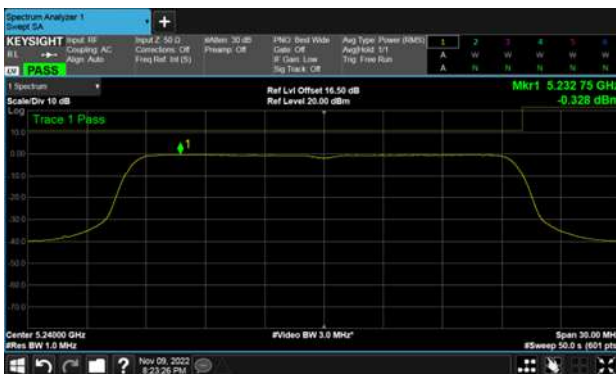 Spectrum Analyzer 1
Swept SA
+
KEYSIGHT
RL
PASS
Input: RF
Coupling: AC
Align: Auto
Input Z: 50 Ω
Corrections: Off
Freq Ref: Int (S)
#Atten: 30 dB
Preamp: Off
PNO: Best Wide
Gate: Off
IF Gain: Low
Sig Track: Off
Avg Type: Power (RMS)
Avg|Hold: 1/1
Trig: Free Run
1 2 3 4 5 6
A W W W W W
A N N N N N
1 Spectrum
Scale/Div 10 dB
Ref Lvl Offset 16.50 dB
Ref Level 20.00 dBm
Mkr1 5.232 75 GHz
-0.328 dBm
Log
Trace 1 Pass
10.0
0.00
-10.0
-20.0
-30.0
-40.0
-50.0
-60.0
-70.0
1
Center 5.24000 GHz
#Res BW 1.0 MHz
#Video BW 3.0 MHz*
Span 30.00 MH
#Sweep 50.0 s (601 pts
?
Nov 09, 2022
8:23:26 PM